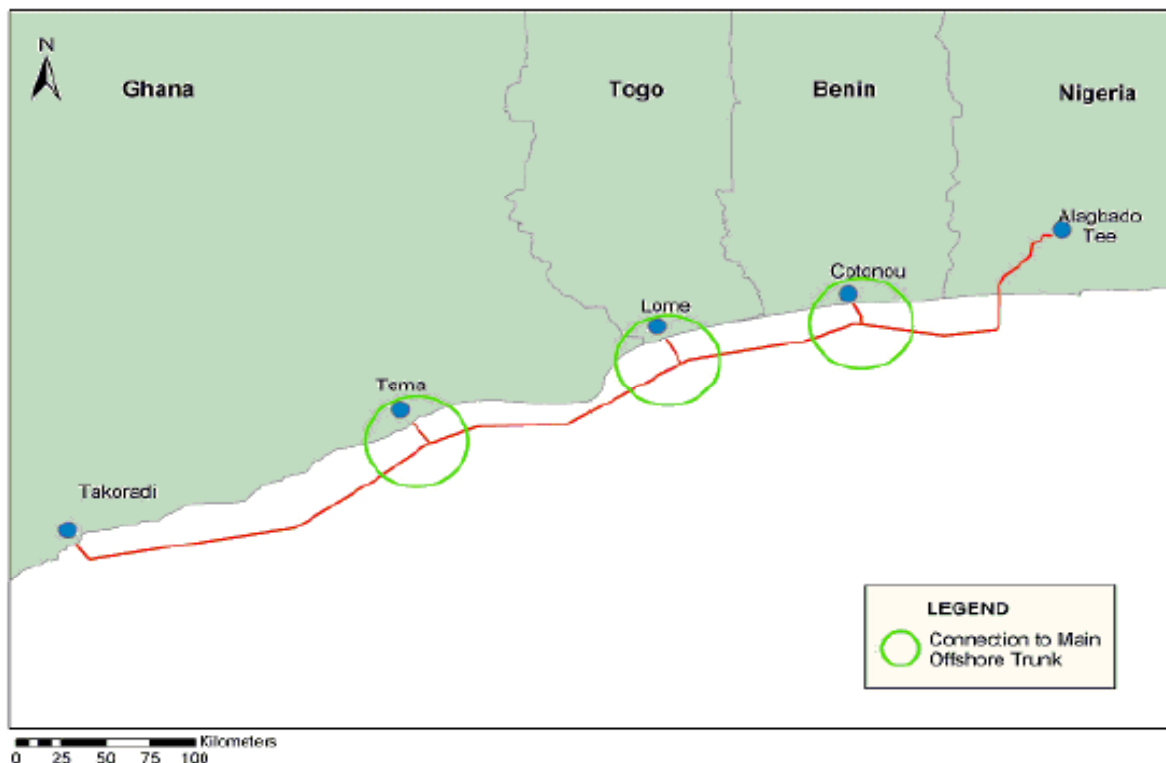 N
Ghana
Togo
Benin
Nigeria
Alagbado
Tee
Cotonou
Lome
Tema
Takoradi
LEGEND
Connection to Main
Offshore Trunk
Kilometers
0 25 50 75 100